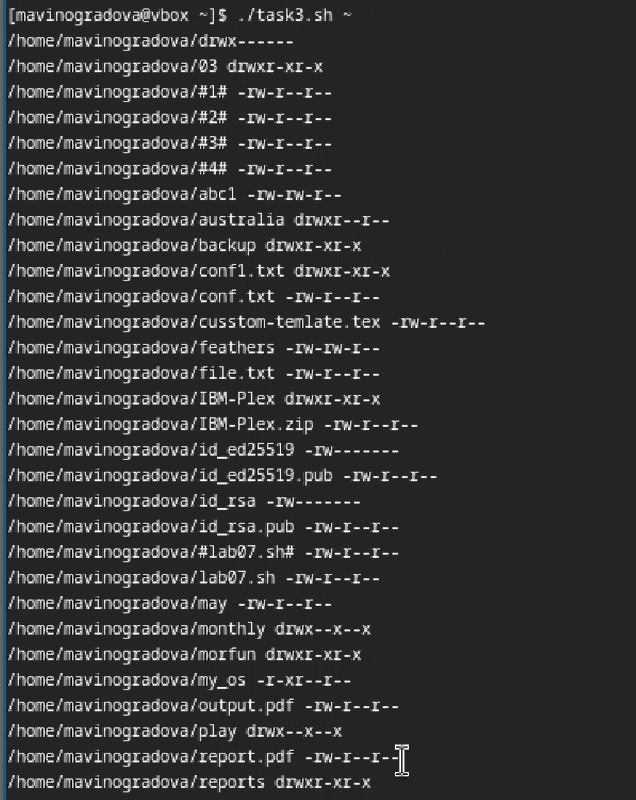 [mavinogradova@vbox ~]$ ./task3.sh ~
/home/mavinogradova/drwx------
/home/mavinogradova/03 drwxr-xr-x
/home/mavinogradova/#1# -rw-r--r--
/home/mavinogradova/#2# -rw-r--r--
/home/mavinogradova/#3# -rw-r--r--
/home/mavinogradova/#4# -rw-r--r--
/home/mavinogradova/abc1 -rw-rw-r--
/home/mavinogradova/australia drwxr--r--
/home/mavinogradova/backup drwxr-xr-x
/home/mavinogradova/conf1.txt drwxr-xr-x
/home/mavinogradova/conf.txt -rw-r--r--
/home/mavinogradova/cusstom-temlate.tex -rw-r--r--
/home/mavinogradova/feathers -rw-rw-r--
/home/mavinogradova/file.txt -rw-r--r--
/home/mavinogradova/IBM-Plex drwxr-xr-x
/home/mavinogradova/IBM-Plex.zip -rw-r--r--
/home/mavinogradova/id_ed25519 -rw-------
/home/mavinogradova/id_ed25519.pub -rw-r--r--
/home/mavinogradova/id_rsa -rw-------
/home/mavinogradova/id_rsa.pub -rw-r--r--
/home/mavinogradova/#lab07.sh# -rw-r--r--
/home/mavinogradova/lab07.sh -rw-r--r--
/home/mavinogradova/may -rw-r--r--
/home/mavinogradova/monthly drwx--x--x
/home/mavinogradova/morfun drwxr-xr-x
/home/mavinogradova/my_os -r-xr--r--
/home/mavinogradova/output.pdf -rw-r--r--
/home/mavinogradova/play drwx--x--x
/home/mavinogradova/report.pdf -rw-r--r--
/home/mavinogradova/reports drwxr-xr-x